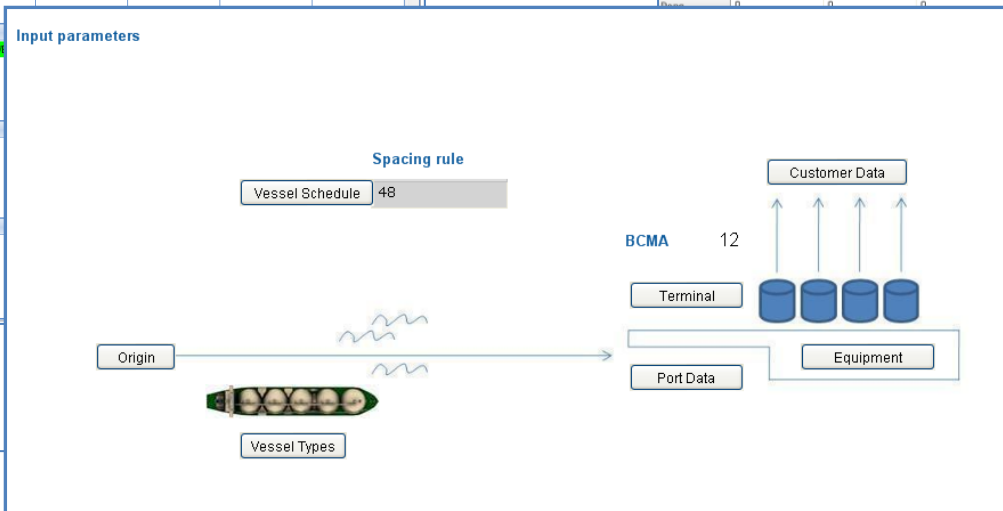 Input parameters
Spacing rule
Vessel Schedule 48
Customer Data
BCMA 12
Terminal
Origin
Equipment
Port Data
Vessel Types